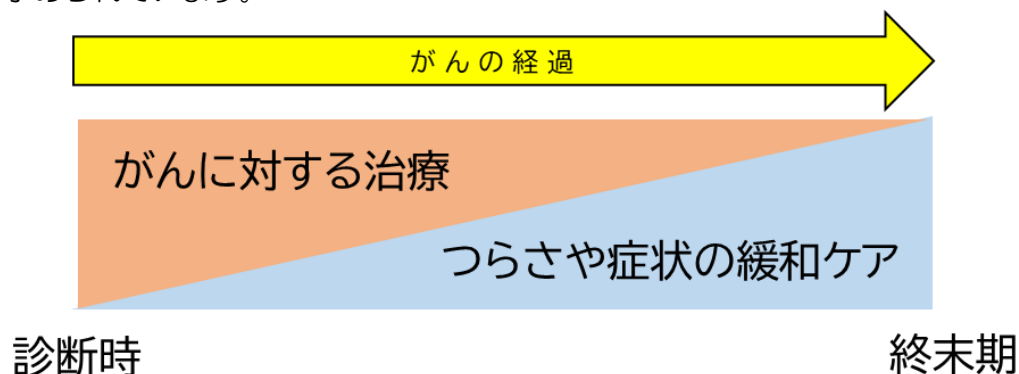 がんの経過
がんに対する治療
つらさや症状の緩和ケア
診断時
終末期